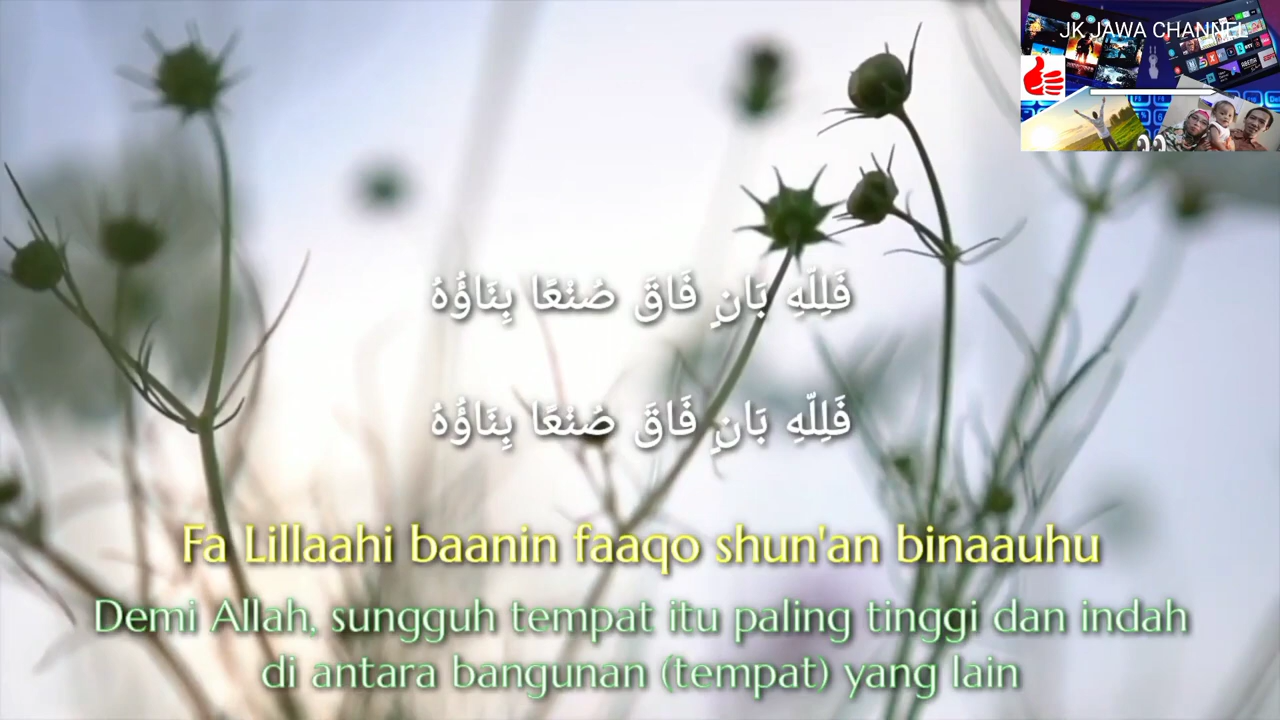 JK JAWA CHANNEL
فَلِلّٰهِ بَانٍ فَاقَ صُنْعًا بِنَاؤُهُ
فَلِلّٰهِ بَانٍ فَاقَ صُنْعًا بِنَاؤُهُ
Fa Lillaahi baanin faaqo shun'an binaauhu
Demi Allah, sungguh tempat itu paling tinggi dan indah
di antara bangunan (tempat) yang lain